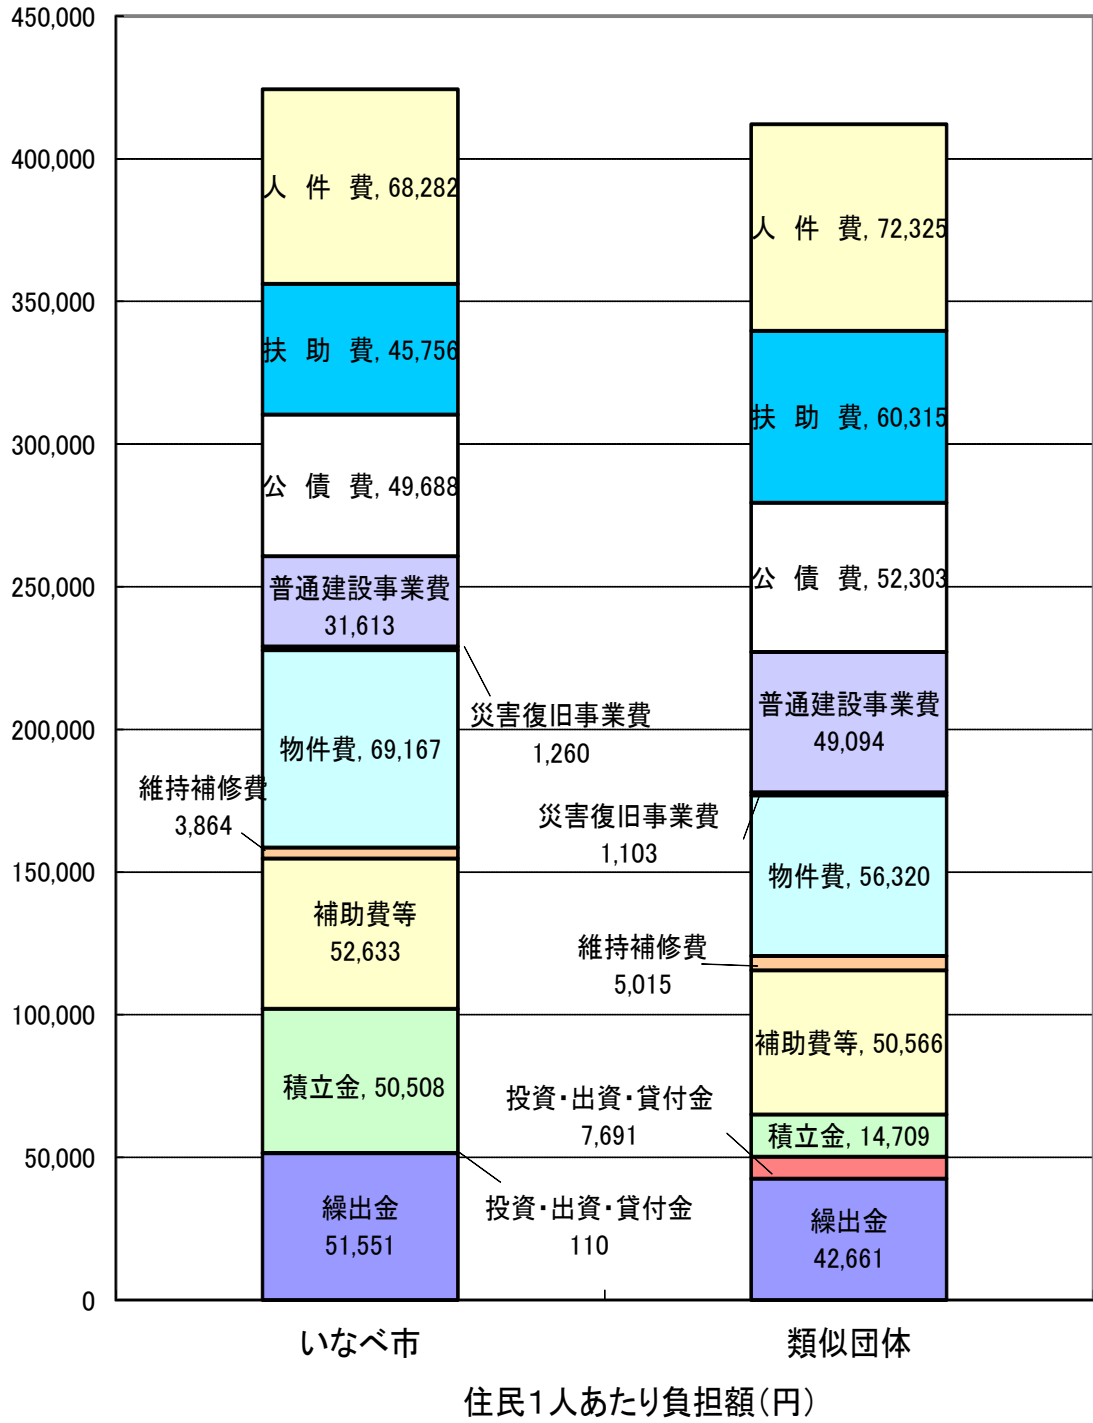 450,000
400,000
350,000
300,000
250,000
200,000
150,000
100,000
50,000
0
人 件 費, 68,282
扶 助 費, 45,756
公 債 費, 49,688
普通建設事業費
31,613
災害復旧事業費
1,260
物件費, 69,167
維持補修費
3,864
補助費等
52,633
積立金, 50,508
投資・出資・貸付金
110
繰出金
51,551
人 件 費, 72,325
扶 助 費, 60,315
公 債 費, 52,303
普通建設事業費
49,094
災害復旧事業費
1,103
物件費, 56,320
維持補修費
5,015
補助費等, 50,566
積立金, 14,709
投資・出資・貸付金
7,691
繰出金
42,661
いなべ市
類似団体
住民1人あたり負担額(円)